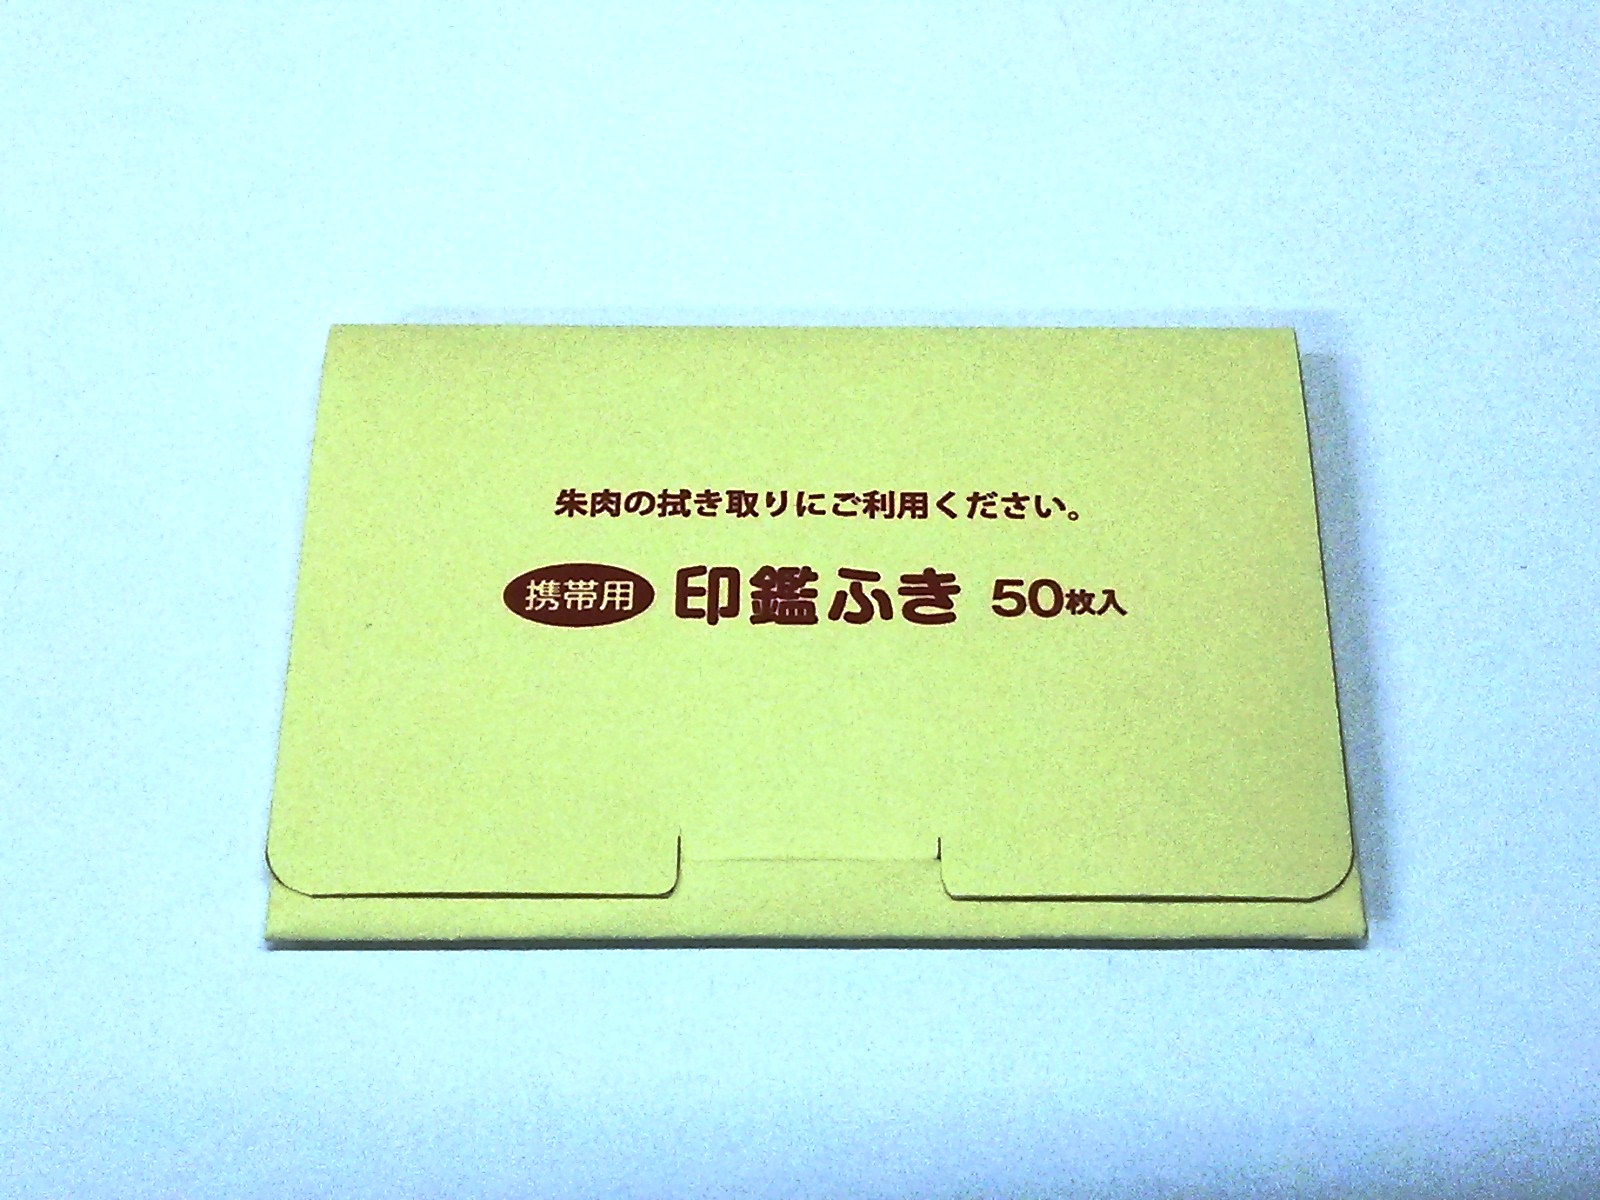 朱肉の拭き取りにご利用ください。
携帯用 印鑑ふき 50枚入